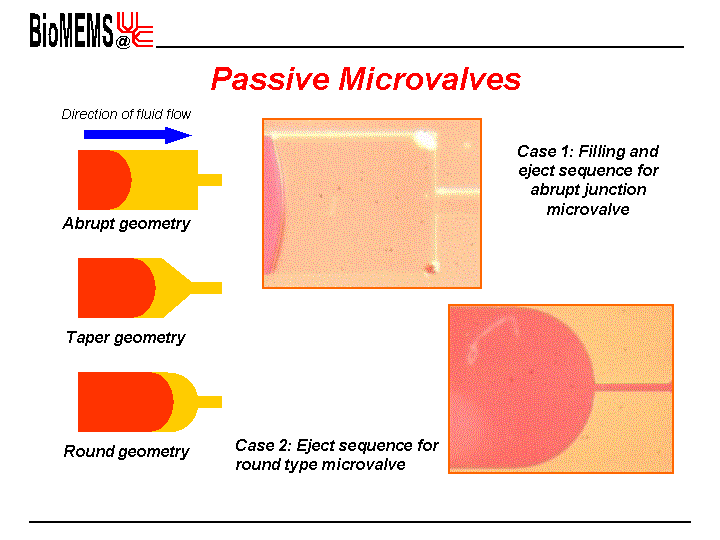 BioMEMS@UC
Passive Microvalves
Direction of fluid flow
Case 1: Filling and
eject sequence for
abrupt junction
microvalve
Abrupt geometry
Taper geometry
Round geometry
Case 2: Eject sequence for
round type microvalve